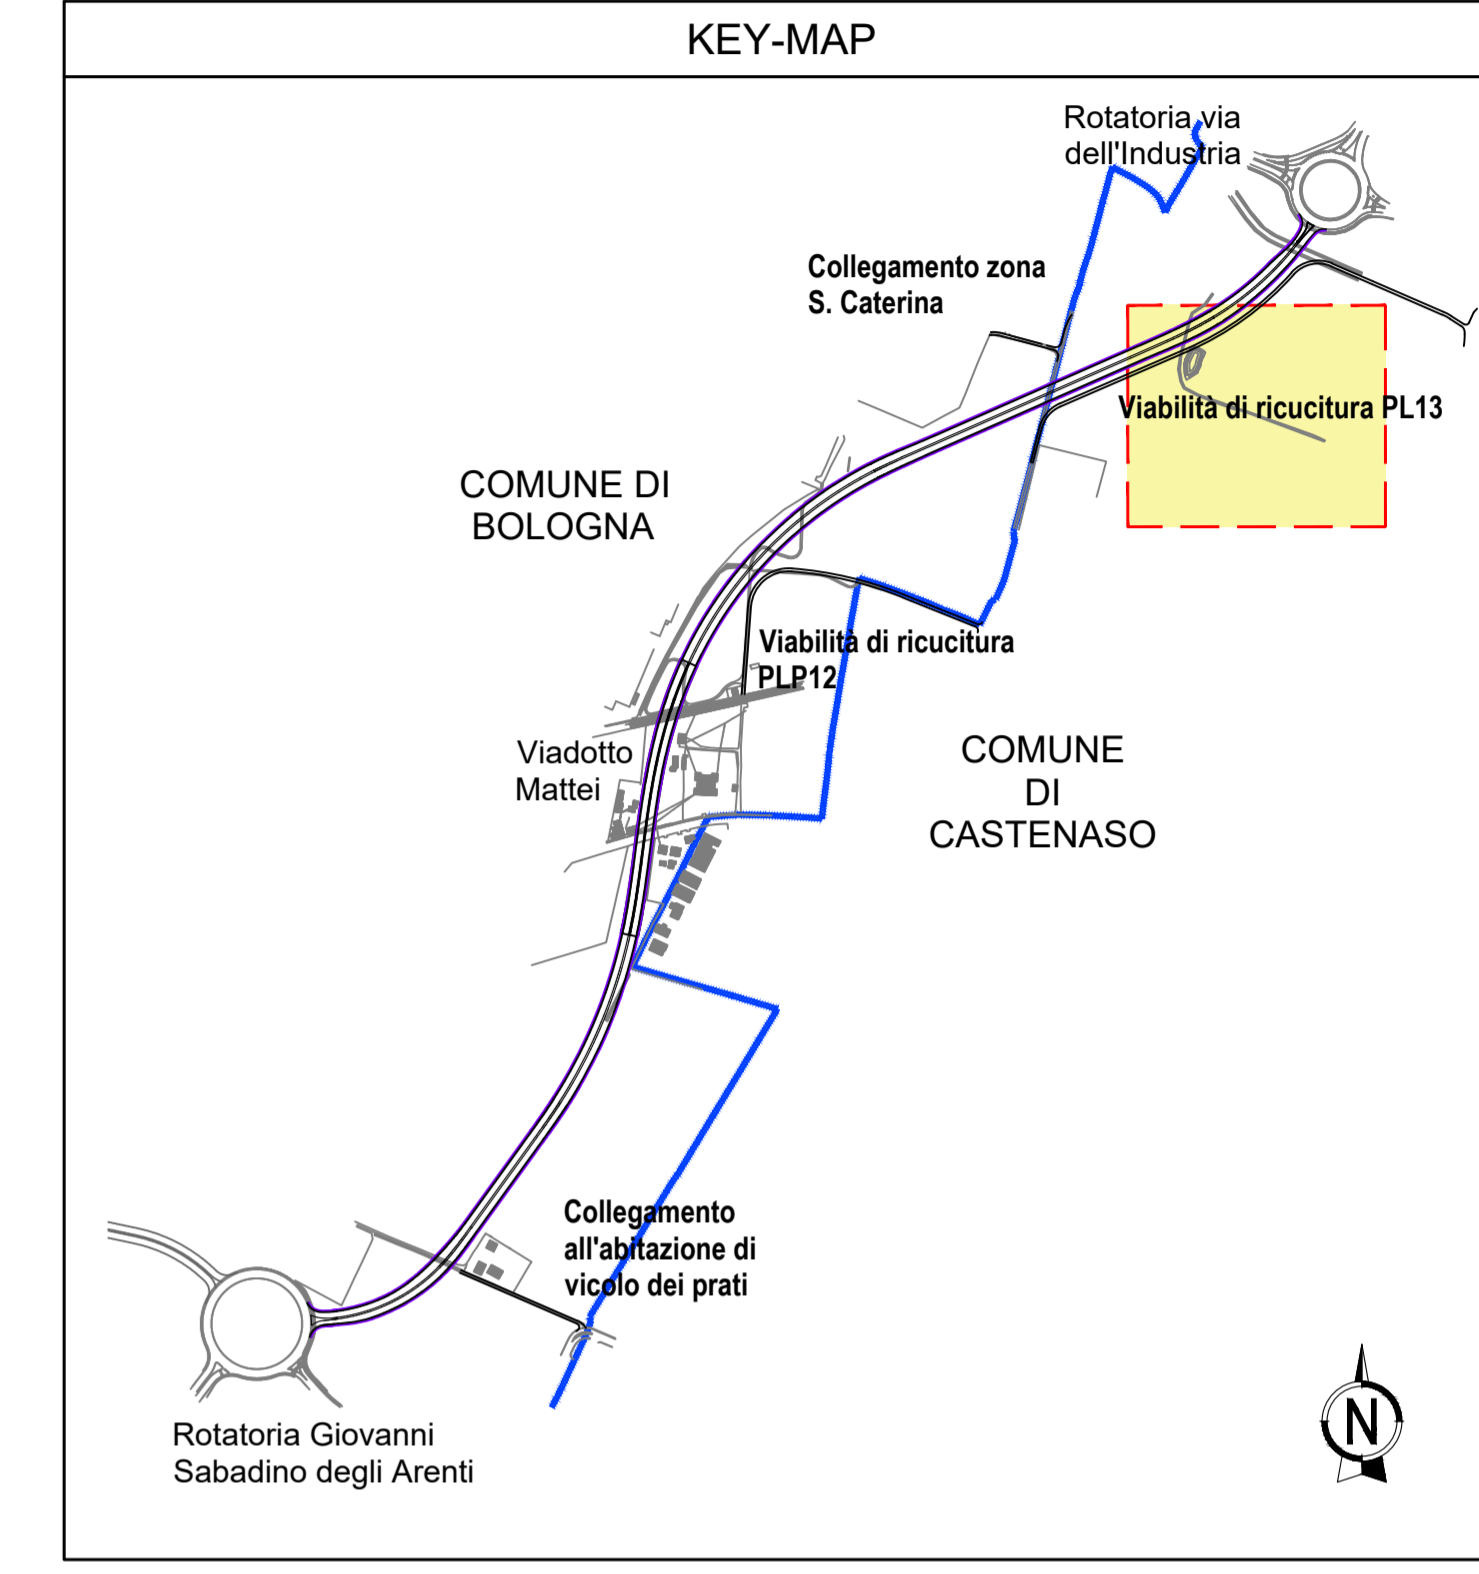 KEY-MAP
Rotatoria via
dell'Industria
Collegamento zona
S. Caterina
Viabilità di ricucitura PL13
COMUNE DI
BOLOGNA
Viabilità di ricucitura
PLP12
Viadotto
Mattei
COMUNE
DI
CASTENASO
Collegamento
all'abitazione di
vicolo dei prati
Rotatoria Giovanni
Sabadino degli Arenti
N